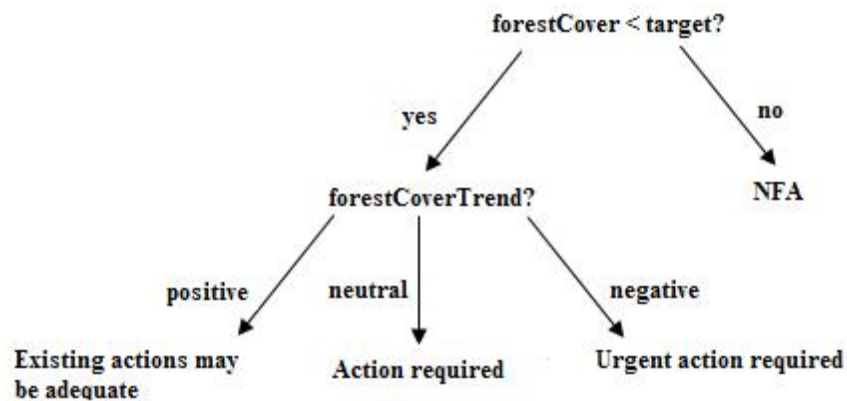 forestCover < target?
yes
no
forestCoverTrend?
NFA
positive
neutral
negative
Existing actions may
be adequate
Action required
Urgent action required